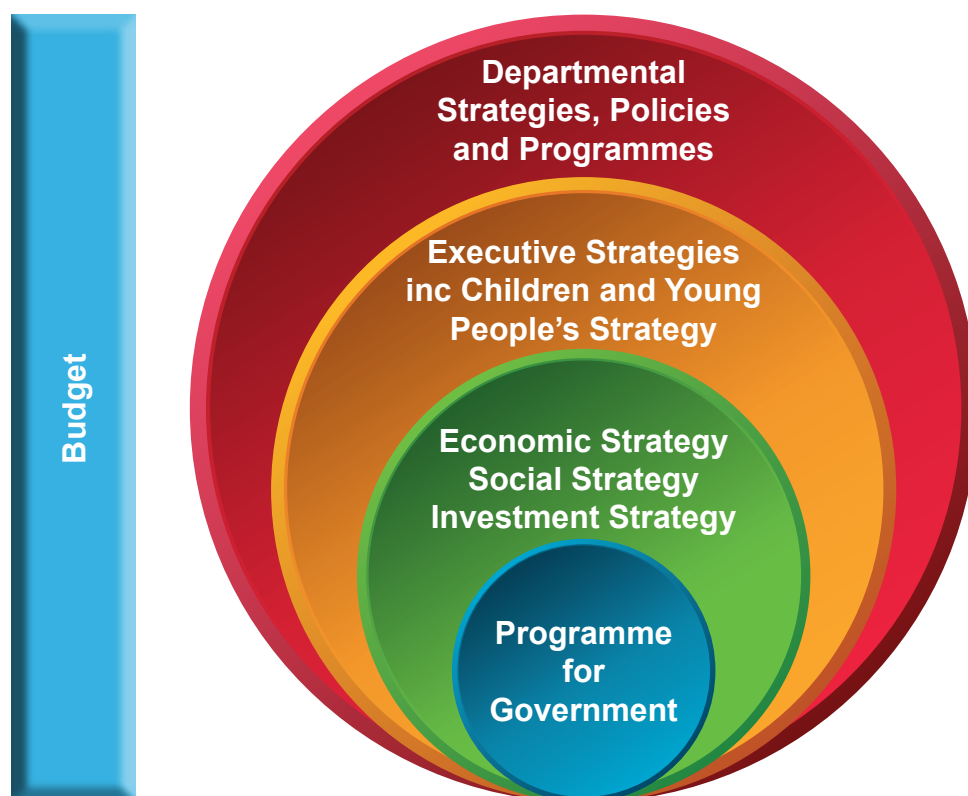 Budget
Departmental
Strategies, Policies
and Programmes
Executive Strategies
inc Children and Young
People’s Strategy
Economic Strategy
Social Strategy
Investment Strategy
Programme
for
Government